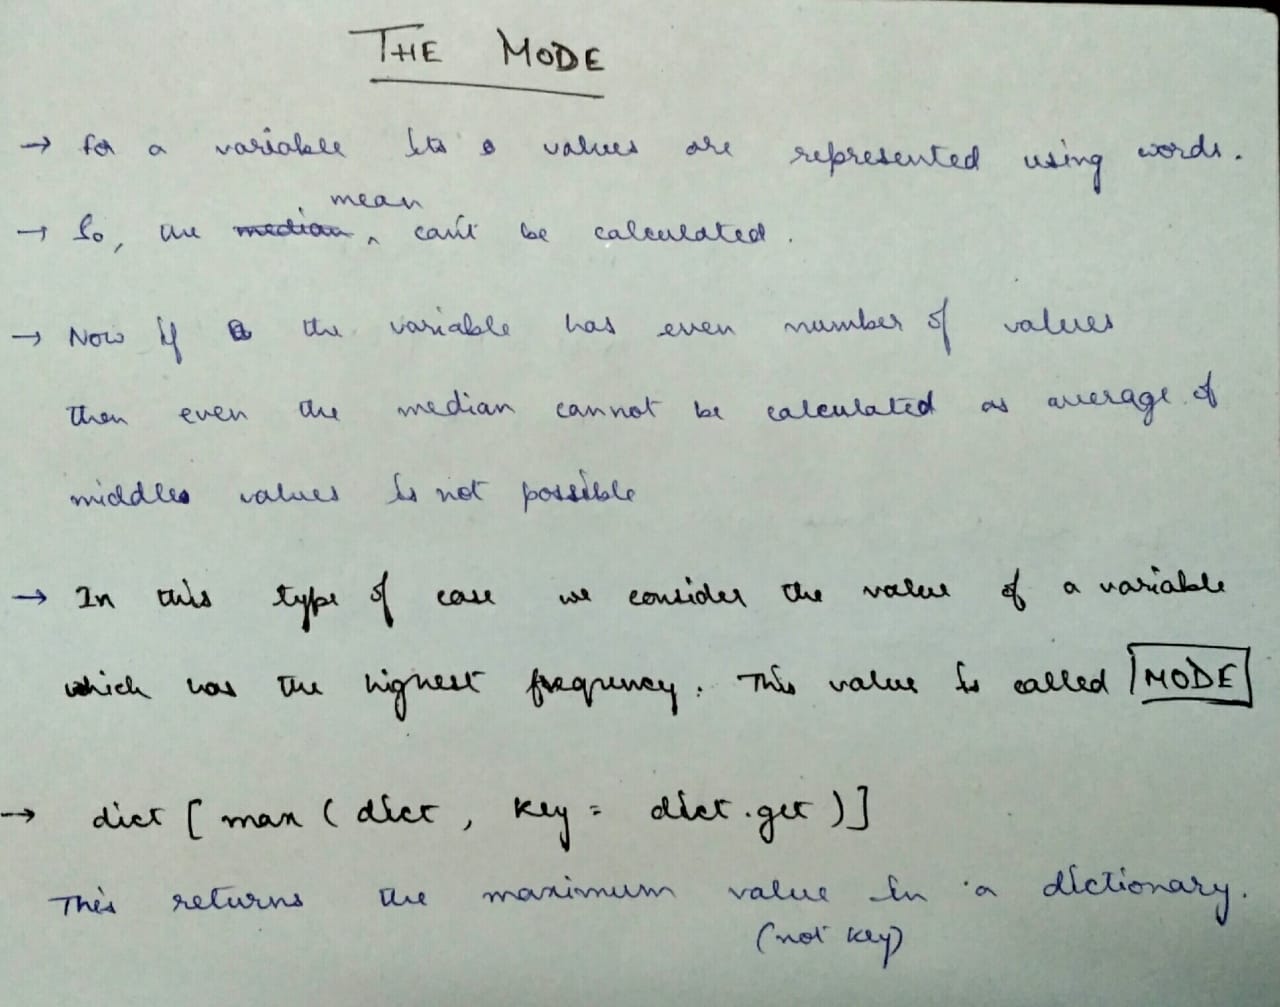 THE MODE
→ for a variable its values are represented using words.
mean
→ So, the median ^ can't be calculated.
→ Now if the variable has even number of values
then even the median cannot be calculated as average of
middles values is not possible
→ In this type of case we consider the value of a variable
which has the highest frequency. This value is called MODE
→ dict [ max ( dict , key = dict.get ) ]
This returns the maximum value in a dictionary.
(not key)